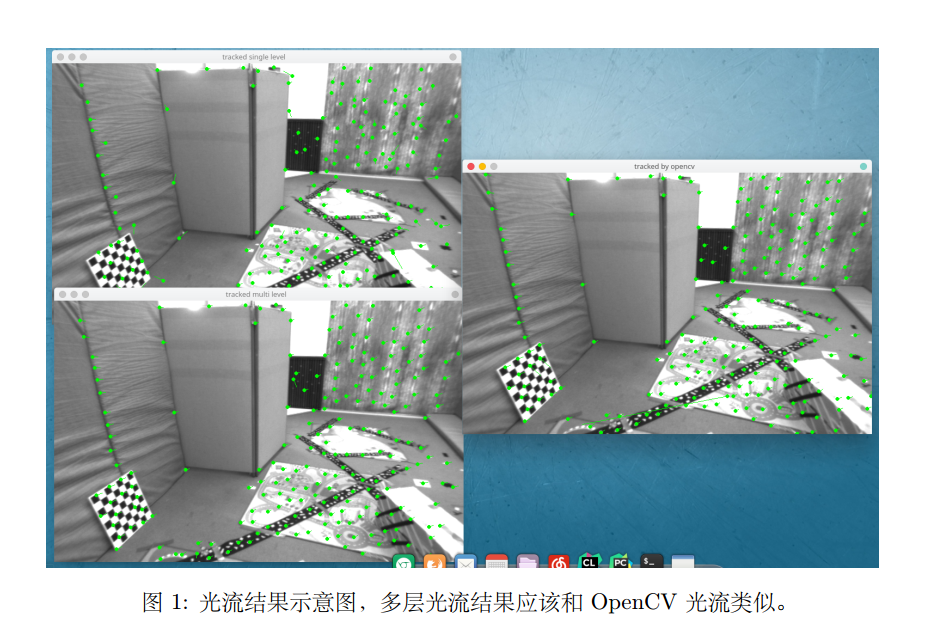 tracked single level
tracked by opencv
tracked multi level
CL
PC
$_
图 1: 光流结果示意图，多层光流结果应该和 OpenCV 光流类似。